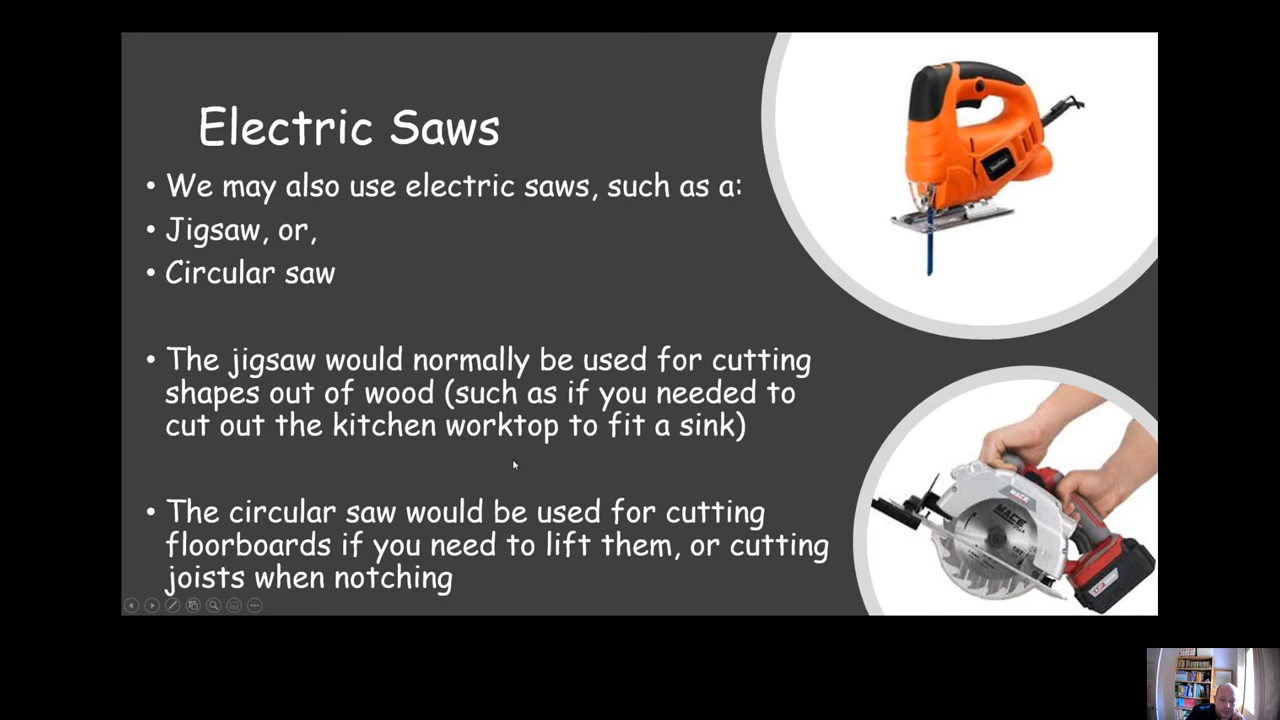 Electric Saws
• We may also use electric saws, such as a:
• Jigsaw, or,
• Circular saw
• The jigsaw would normally be used for cutting
shapes out of wood (such as if you needed to
cut out the kitchen worktop to fit a sink)
• The circular saw would be used for cutting
floorboards if you need to lift them, or cutting
joists when notching